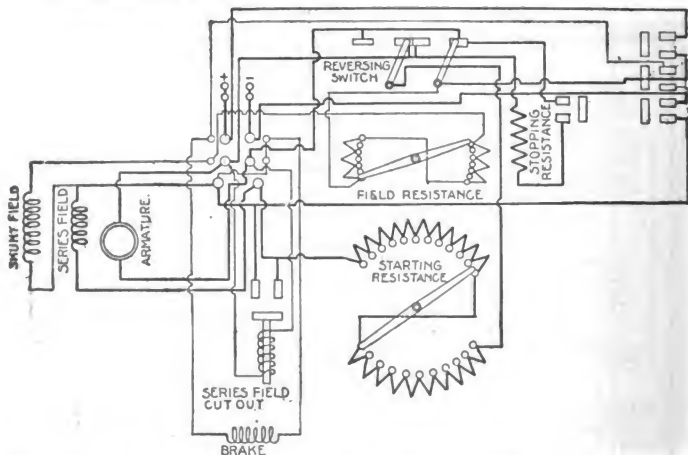 + −
REVERSING
SWITCH
STOPPING
RESISTANCE
FIELD RESISTANCE
SHUNT FIELD
SERIES FIELD
ARMATURE.
STARTING
RESISTANCE
SERIES FIELD
CUT OUT
BRAKE